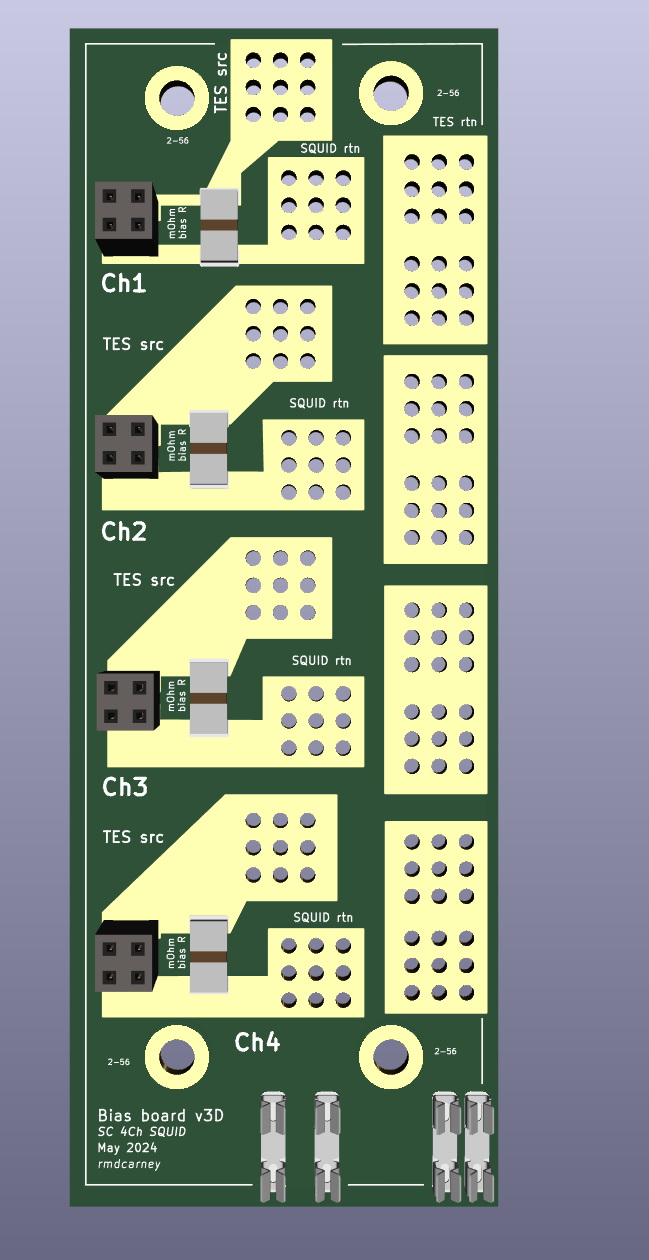 TES src
2-56
2-56
TES rtn
SQUID rtn
mOhm
bias R
Ch1
TES src
SQUID rtn
mOhm
bias R
Ch2
TES src
SQUID rtn
mOhm
bias R
Ch3
TES src
SQUID rtn
mOhm
bias R
Ch4
2-56
2-56
Bias board v3D
SC 4Ch SQUID
May 2024
rmdcarney